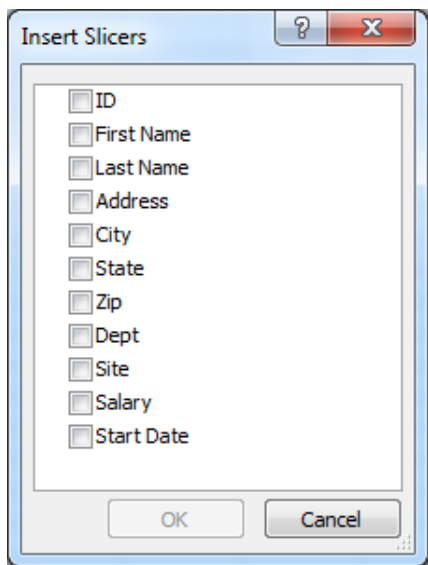 Insert Slicers
?
X
ID
First Name
Last Name
Address
City
State
Zip
Dept
Site
Salary
Start Date
OK Cancel